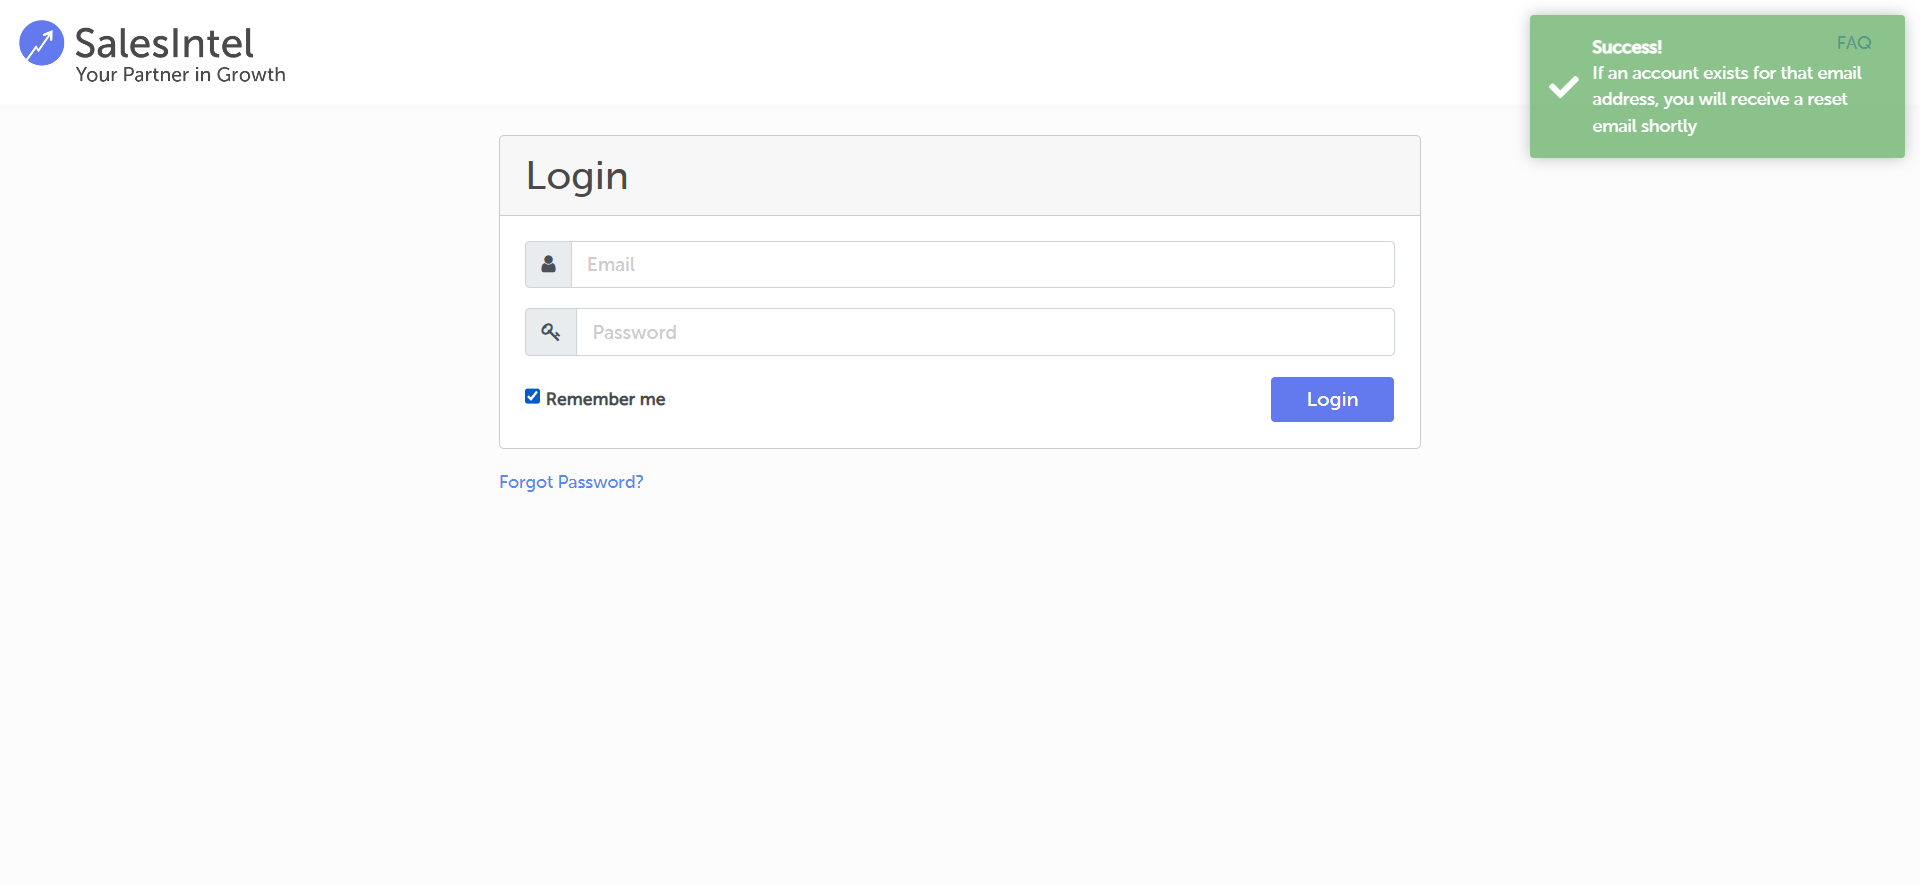 SalesIntel
Your Partner in Growth
FAQ
Success!
If an account exists for that email
address, you will receive a reset
email shortly
Login
Email
Password
Remember me
Login
Forgot Password?